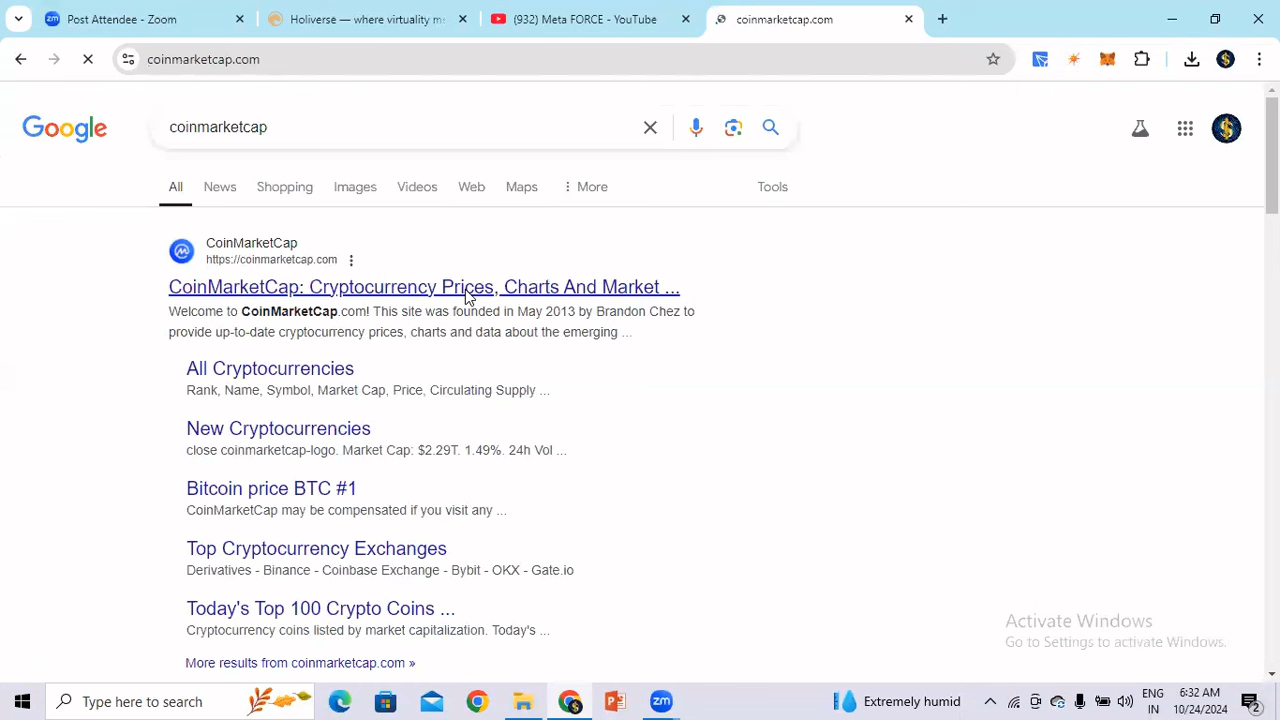 Post Attendee - Zoom
Holiverse — where virtuality me
(932) Meta FORCE - YouTube
coinmarketcap.com
coinmarketcap.com
Google
coinmarketcap
All
News
Shopping
Images
Videos
Web
Maps
More
Tools
CoinMarketCap
https://coinmarketcap.com
CoinMarketCap: Cryptocurrency Prices, Charts And Market ...
Welcome to CoinMarketCap.com! This site was founded in May 2013 by Brandon Chez to
provide up-to-date cryptocurrency prices, charts and data about the emerging ...
All Cryptocurrencies
Rank, Name, Symbol, Market Cap, Price, Circulating Supply ...
New Cryptocurrencies
close coinmarketcap-logo. Market Cap: $2.29T. 1.49%. 24h Vol ...
Bitcoin price BTC #1
CoinMarketCap may be compensated if you visit any ...
Top Cryptocurrency Exchanges
Derivatives - Binance - Coinbase Exchange - Bybit - OKX - Gate.io
Today's Top 100 Crypto Coins ...
Cryptocurrency coins listed by market capitalization. Today's ...
More results from coinmarketcap.com »
Activate Windows
Go to Settings to activate Windows.
Type here to search
zm
Extremely humid
ENG
IN
6:32 AM
10/24/2024
2